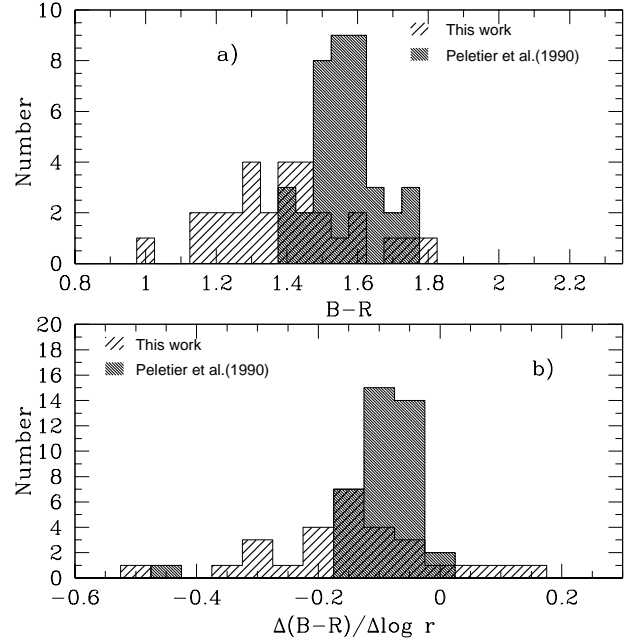 10
8
6
4
2
0
Number
a)
This work
Peletier et al.(1990)
0.8 1 1.2 1.4 1.6 1.8 2 2.2
B−R
20
18
16
14
12
10
8
6
4
2
0
Number
This work
Peletier et al.(1990)
b)
−0.6 −0.4 −0.2 0 0.2
Δ(B−R)/Δlog r